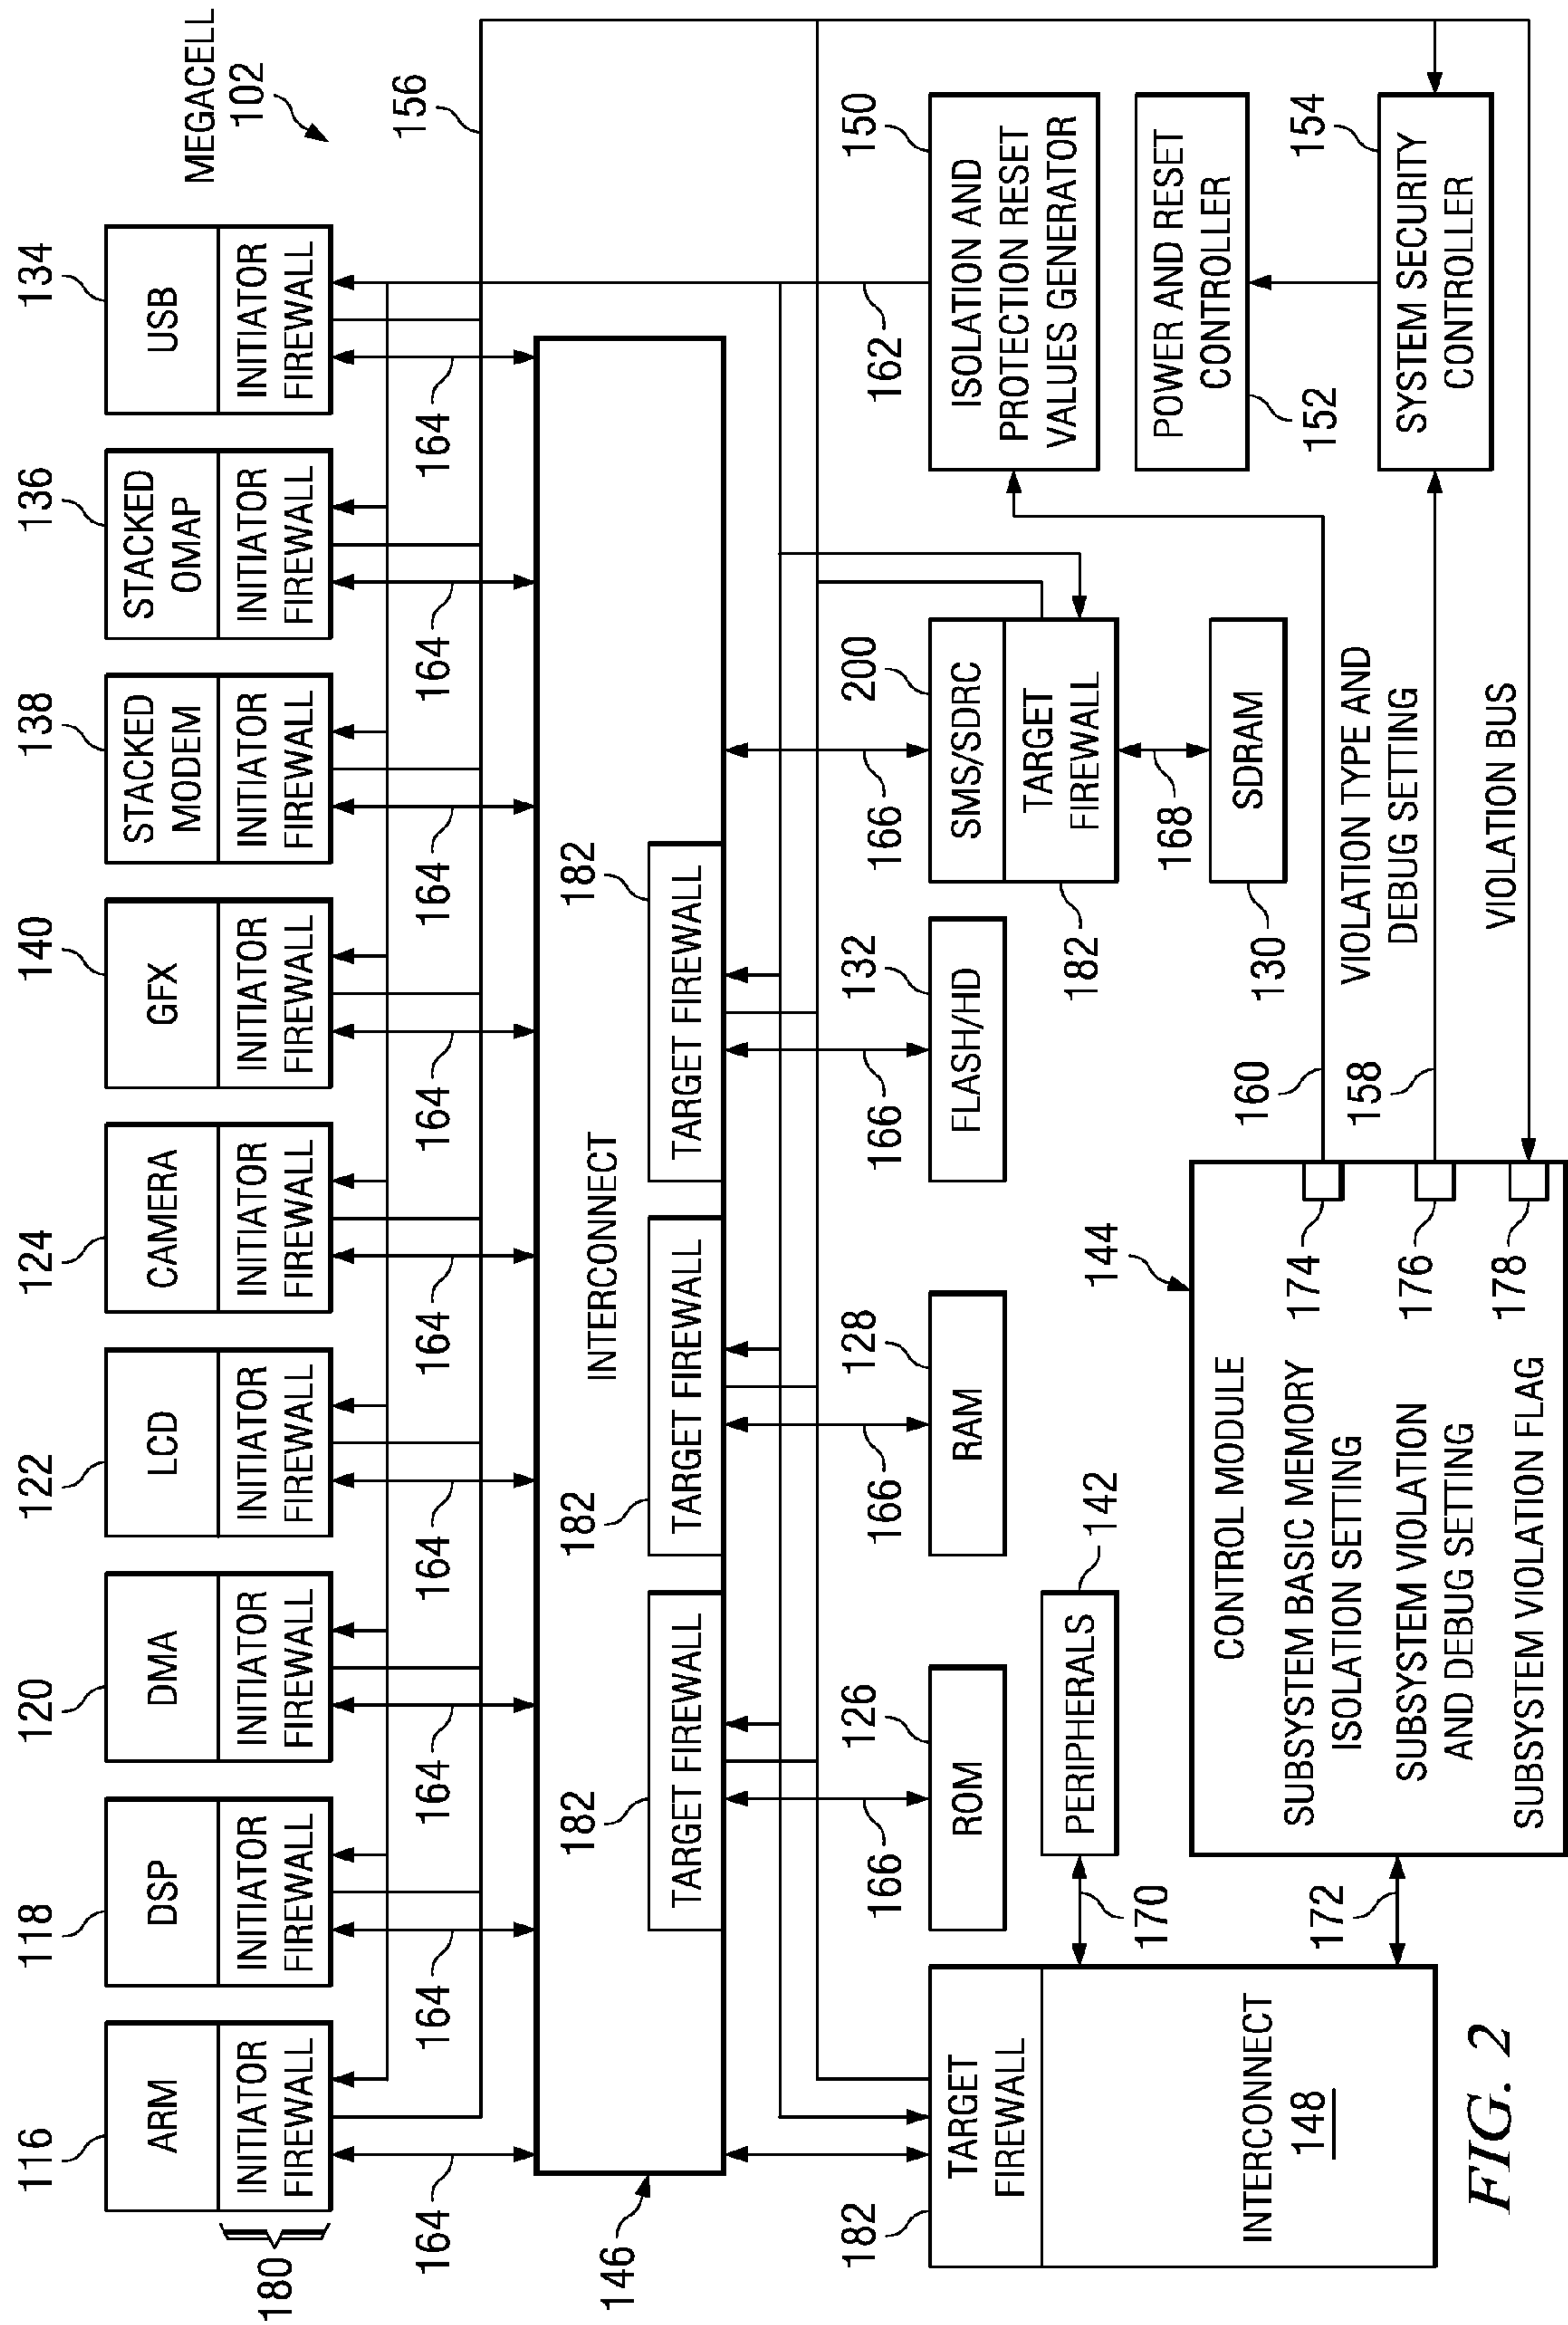 MEGACELL
102
116
118
120
122
124
140
138
136
134
ARM
DSP
DMA
LCD
CAMERA
GFX
STACKED
MODEM
STACKED
OMAP
USB
INITIATOR
FIREWALL
INITIATOR
FIREWALL
INITIATOR
FIREWALL
INITIATOR
FIREWALL
INITIATOR
FIREWALL
INITIATOR
FIREWALL
INITIATOR
FIREWALL
INITIATOR
FIREWALL
INITIATOR
FIREWALL
180
156
164
164
164
164
164
164
164
164
164
146
INTERCONNECT
182
182
182
TARGET FIREWALL
TARGET FIREWALL
TARGET FIREWALL
162
182
166
166
166
166
126
128
132
200
150
TARGET
FIREWALL
ROM
RAM
FLASH/HD
SMS/SDRC
TARGET
FIREWALL
ISOLATION AND
PROTECTION RESET
VALUES GENERATOR
170
PERIPHERALS
142
182
168
SDRAM
130
POWER AND RESET
CONTROLLER
152
INTERCONNECT
148
172
144
CONTROL MODULE
SUBSYSTEM BASIC MEMORY
ISOLATION SETTING
174
SUBSYSTEM VIOLATION
AND DEBUG SETTING
176
SUBSYSTEM VIOLATION FLAG
178
160
158
VIOLATION TYPE AND
DEBUG SETTING
VIOLATION BUS
154
SYSTEM SECURITY
CONTROLLER
FIG. 2